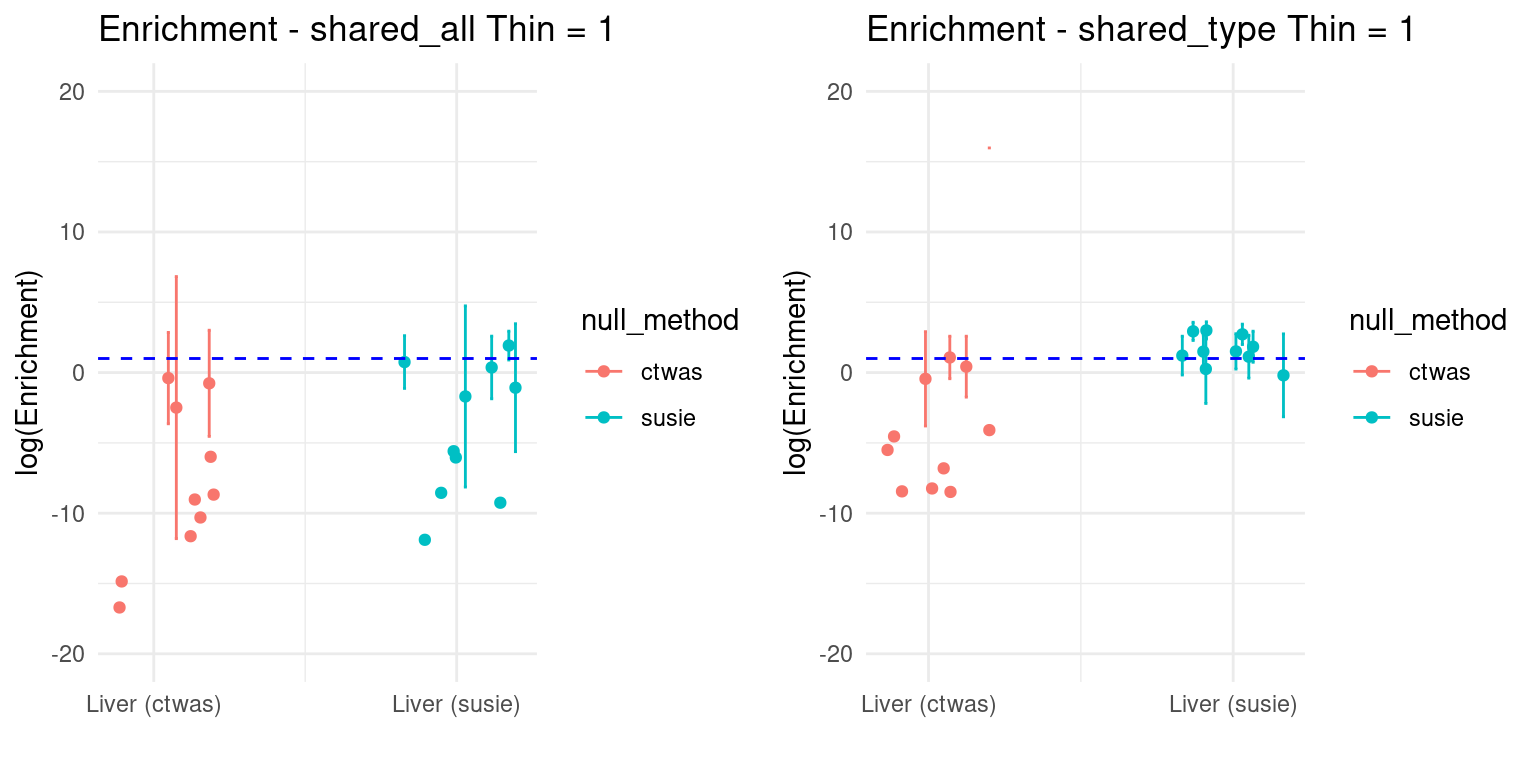 Enrichment - shared_all Thin = 1
log(Enrichment)
20
10
0
-10
-20
Liver (ctwas)
Liver (susie)
null_method
ctwas
susie
Enrichment - shared_type Thin = 1
log(Enrichment)
20
10
0
-10
-20
Liver (ctwas)
Liver (susie)
null_method
ctwas
susie